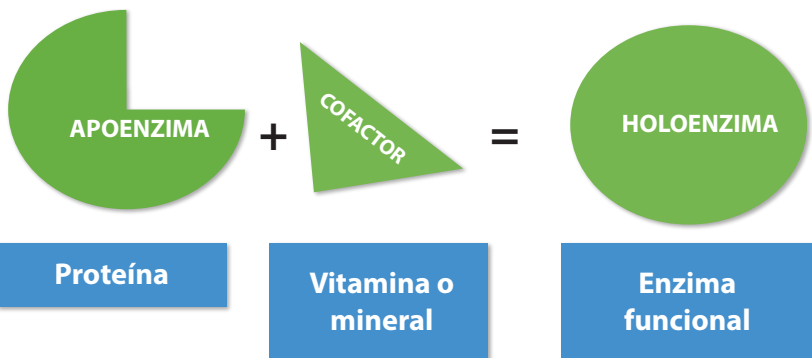 APOENZIMA
+
COFACTOR
=
HOLOENZIMA
Proteína
Vitamina o
mineral
Enzima
funcional